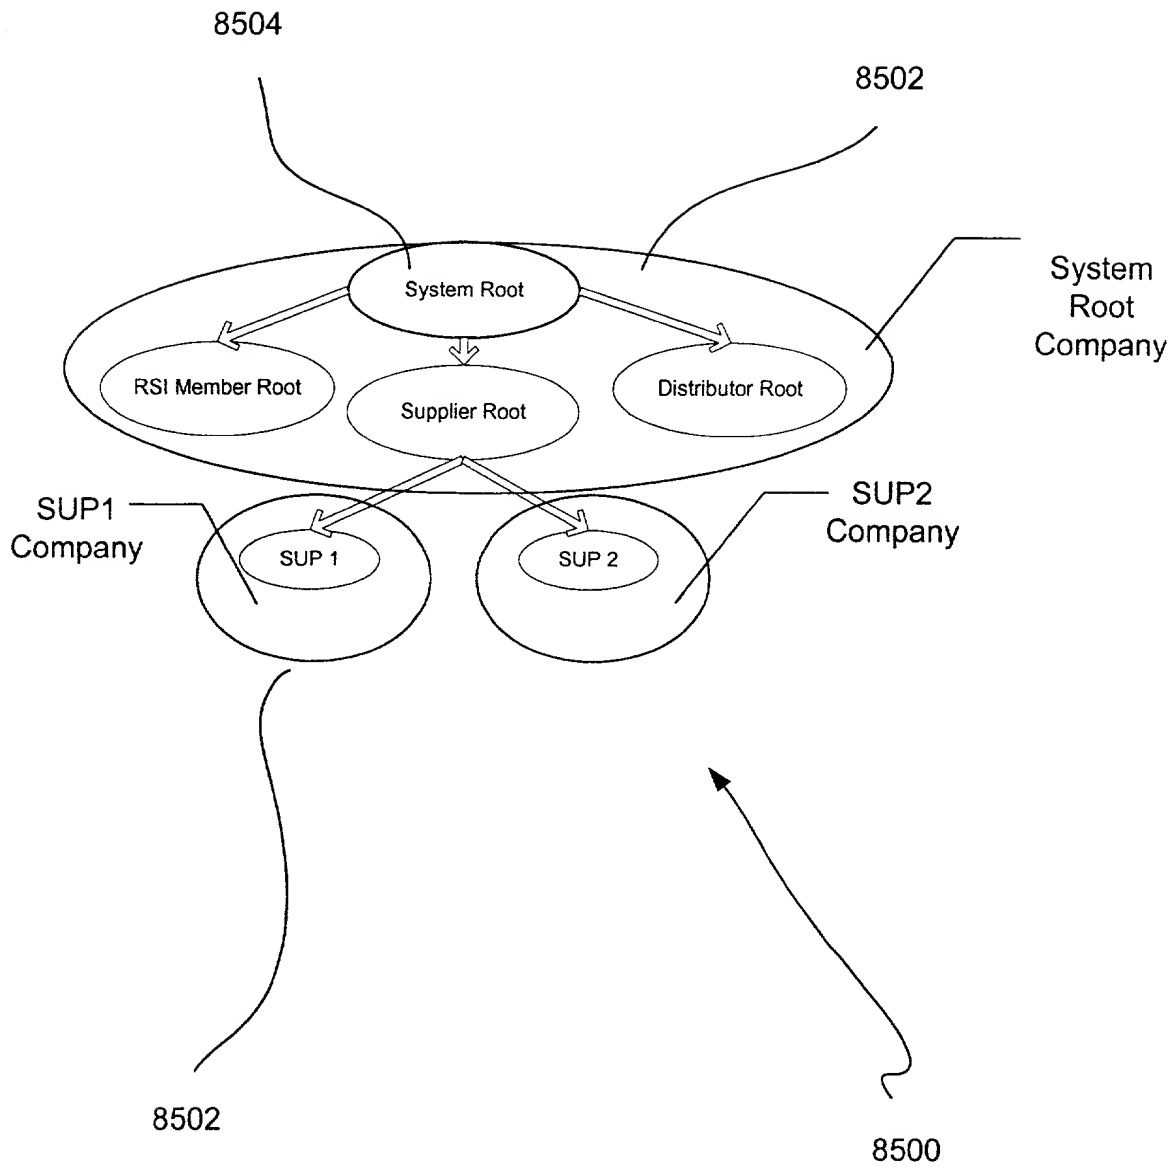 8504
8502
System Root
System
Root
Company
RSI Member Root
Supplier Root
Distributor Root
SUP1
Company
SUP 1
SUP 2
SUP2
Company
8502
8500